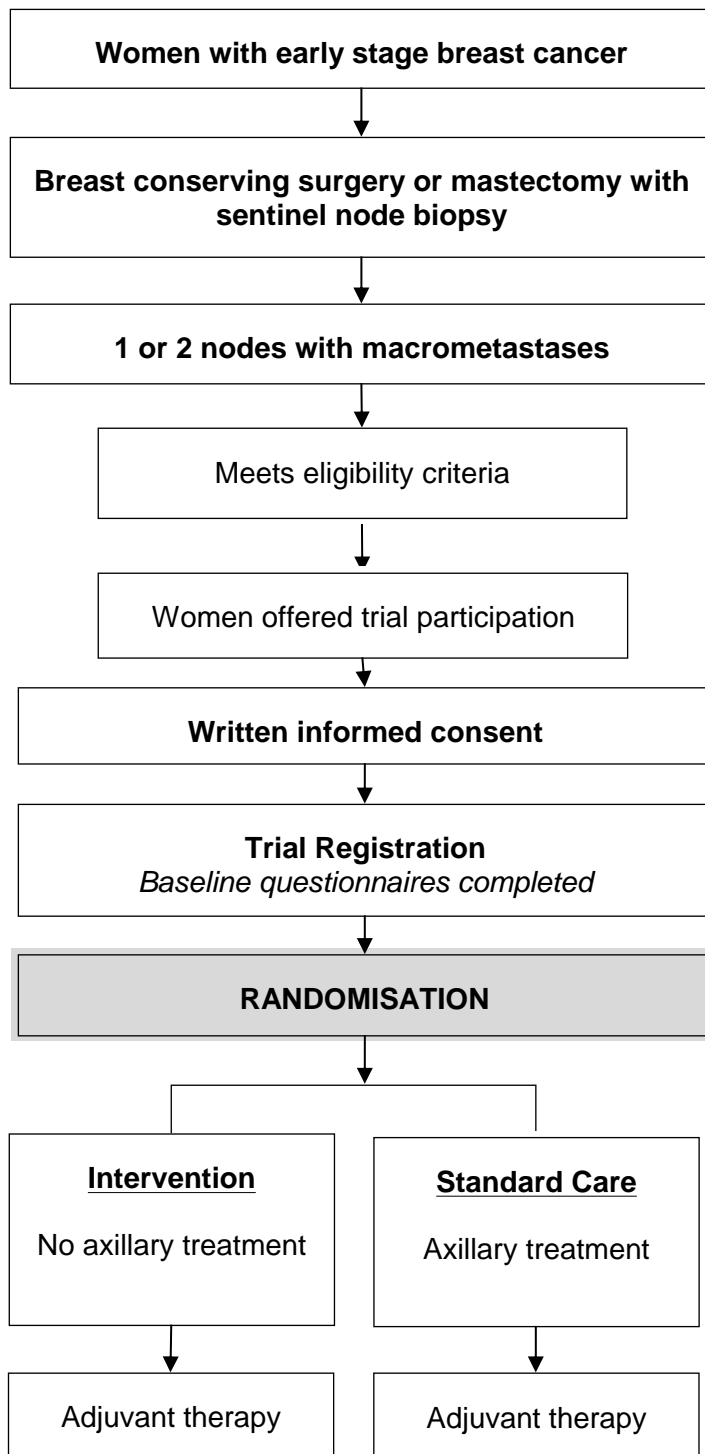 Women with early stage breast cancer
Breast conserving surgery or mastectomy with
sentinel node biopsy
1 or 2 nodes with macrometastases
Meets eligibility criteria
Women offered trial participation
Written informed consent
Trial Registration
Baseline questionnaires completed
RANDOMISATION
Intervention
No axillary treatment
Standard Care
Axillary treatment
Adjuvant therapy
Adjuvant therapy